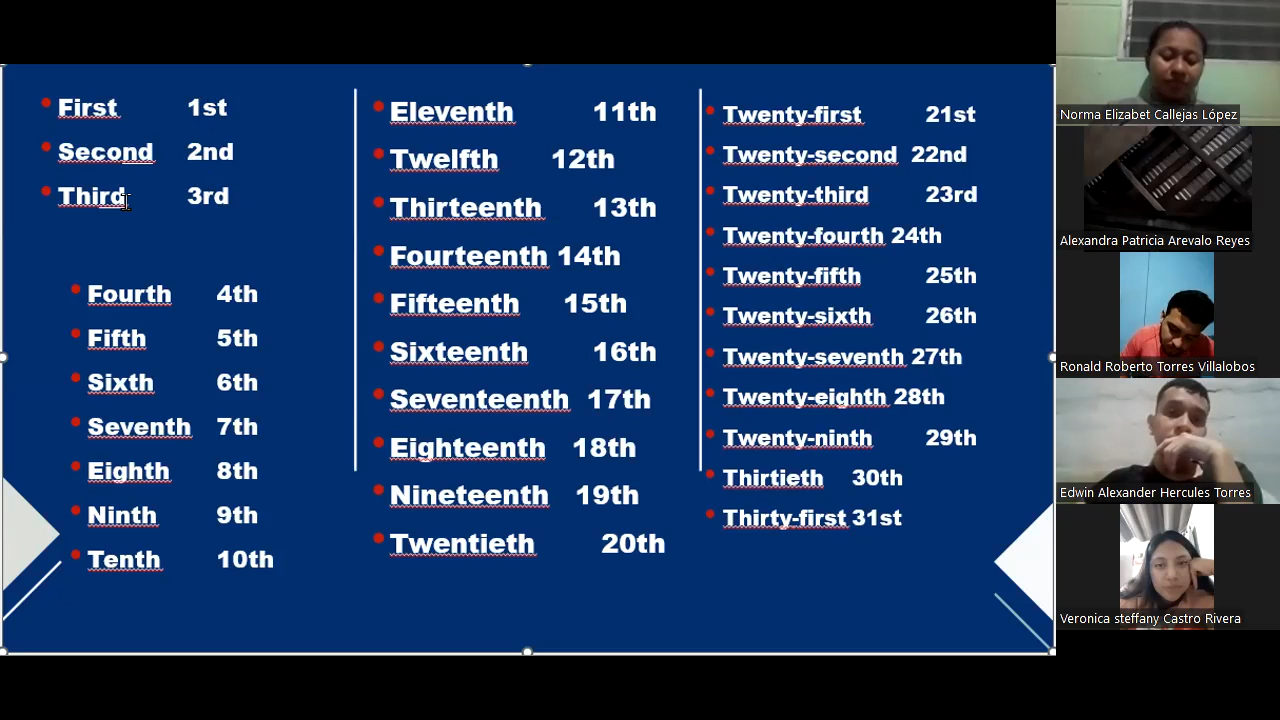 First 1st
Second 2nd
Third 3rd
Fourth 4th
Fifth 5th
Sixth 6th
Seventh 7th
Eighth 8th
Ninth 9th
Tenth 10th
Eleventh 11th
Twelfth 12th
Thirteenth 13th
Fourteenth 14th
Fifteenth 15th
Sixteenth 16th
Seventeenth 17th
Eighteenth 18th
Nineteenth 19th
Twentieth 20th
Twenty-first 21st
Twenty-second 22nd
Twenty-third 23rd
Twenty-fourth 24th
Twenty-fifth 25th
Twenty-sixth 26th
Twenty-seventh 27th
Twenty-eighth 28th
Twenty-ninth 29th
Thirtieth 30th
Thirty-first 31st
Norma Elizabet Callejas López
Alexandra Patricia Arevalo Reyes
Ronald Roberto Torres Villalobos
Edwin Alexander Hercules Torres
Veronica steffany Castro Rivera